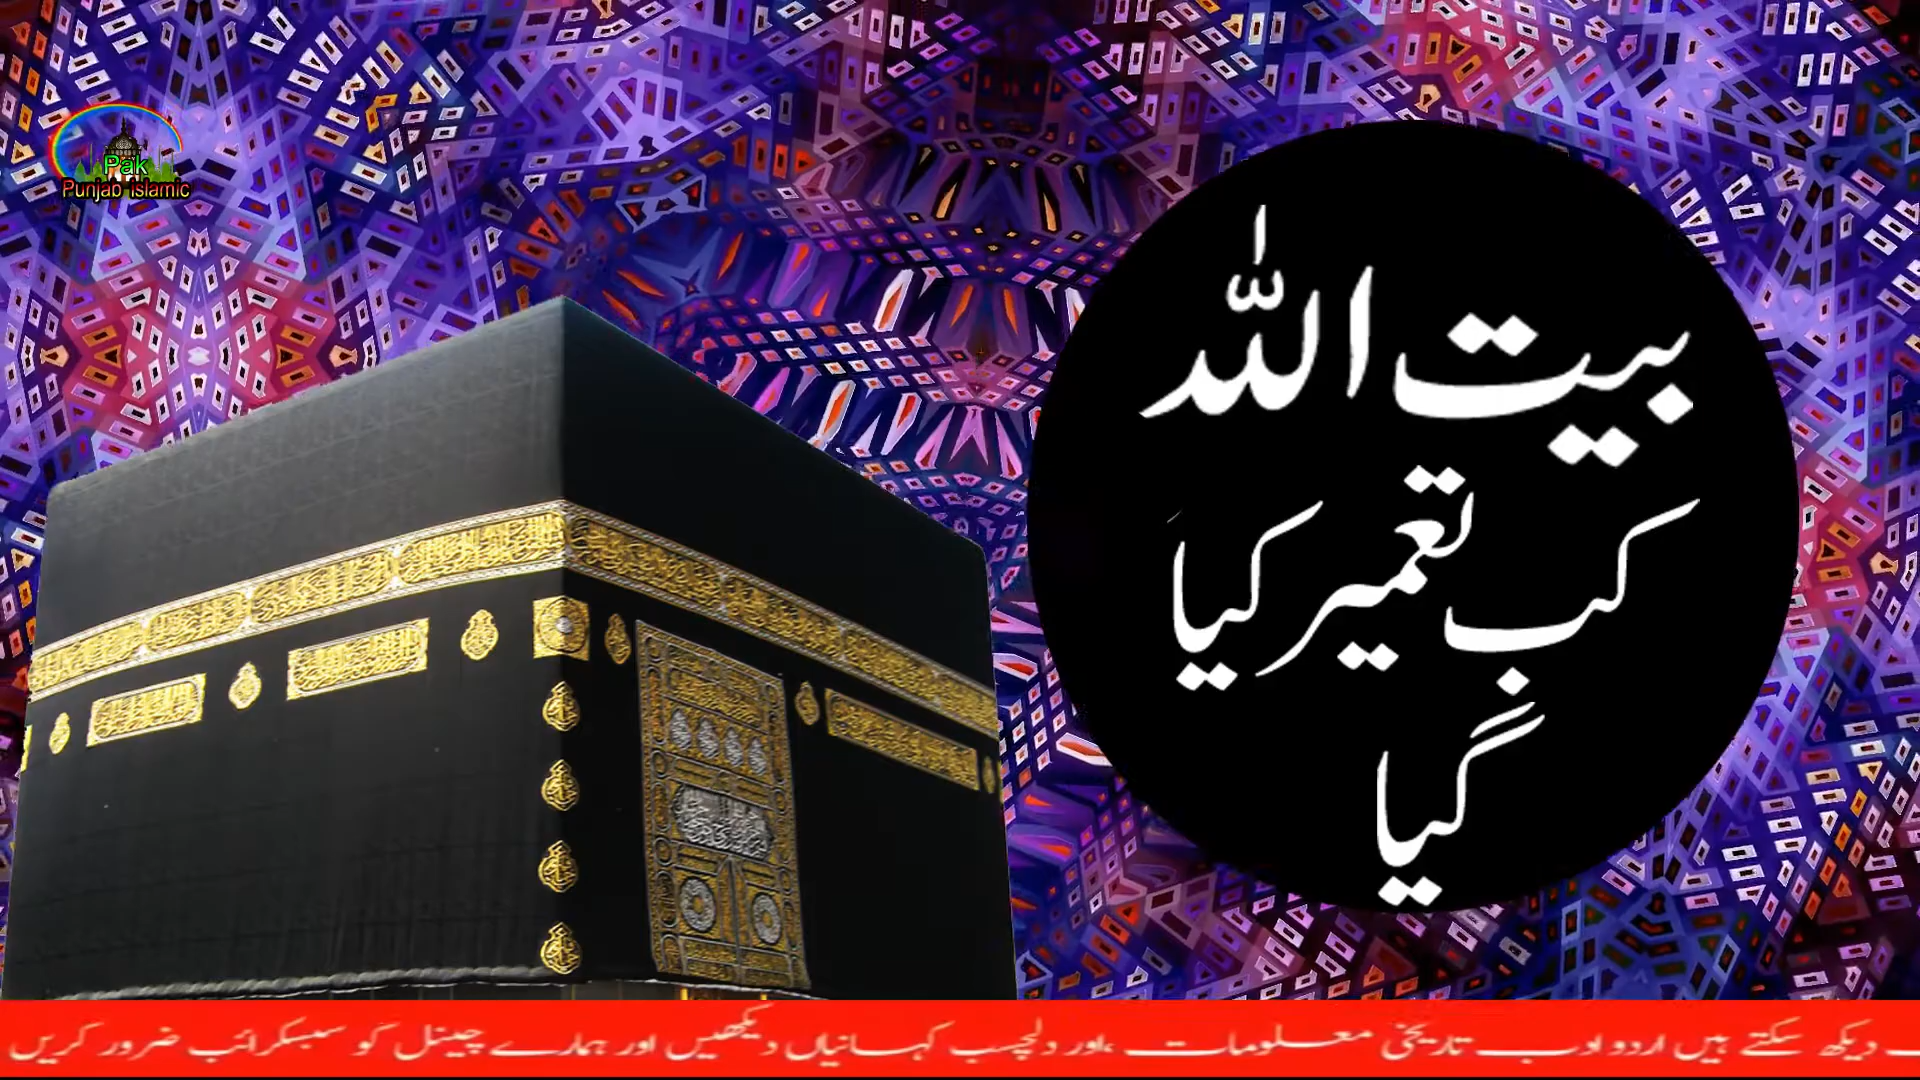 Pak
Punjab islamic
بیت اللہ
کب تعمیر کیا
گیا
دیکھ سکتے ہیں اردو ادب تاریخی معلومات ،اور دلچسب کہانیاں دیکھیں اور ہمارے چینل کو سبسکرائب ضرور کریں